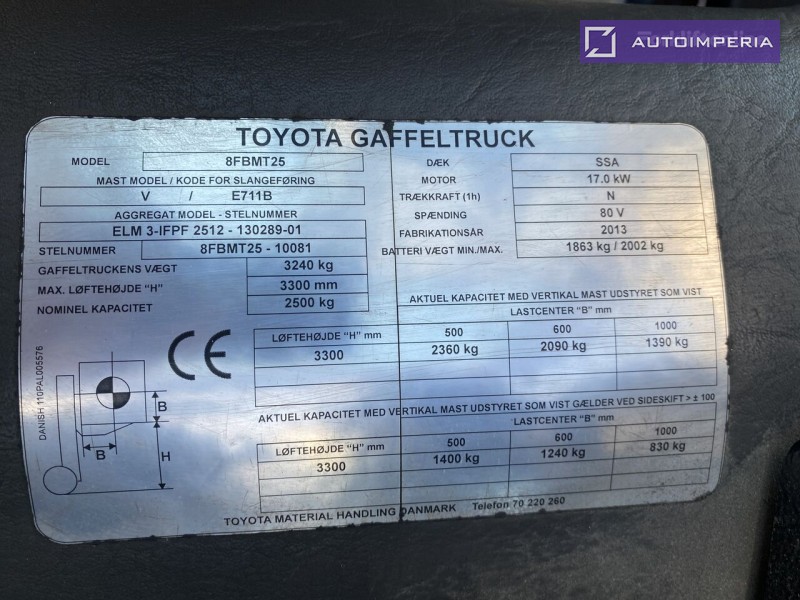 AUTOIMPERIA
TOYOTA GAFFELTRUCK
MODEL 8FBMT25
MAST MODEL / KODE FOR SLANGEFØRING
V / E711B
AGGREGAT MODEL - STELNUMMER
ELM 3-IFPF 2512 - 130289-01
STELNUMMER 8FBMT25 - 10081
GAFFELTRUCKENS VÆGT 3240 kg
MAX. LØFTEHØJDE "H" 3300 mm
NOMINEL KAPACITET 2500 kg
DÆK SSA
MOTOR 17.0 kW
TRÆKKRAFT (1h) N
SPÆNDING 80 V
FABRIKATIONSÅR 2013
BATTERI VÆGT MIN./MAX. 1863 kg / 2002 kg
AKTUEL KAPACITET MED VERTIKAL MAST UDSTYRET SOM VIST
LØFTEHØJDE "H" mm LASTCENTER "B" mm
500 600 1000
3300 2360 kg 2090 kg 1390 kg
AKTUEL KAPACITET MED VERTIKAL MAST UDSTYRET SOM VIST GÆLDER VED SIDESKIFT > ± 100
LØFTEHØJDE "H" mm LASTCENTER "B" mm
500 600 1000
3300 1400 kg 1240 kg 830 kg
CE
B
B
H
DANISH 110PAL005576
TOYOTA MATERIAL HANDLING DANMARK Telefon 70 220 260